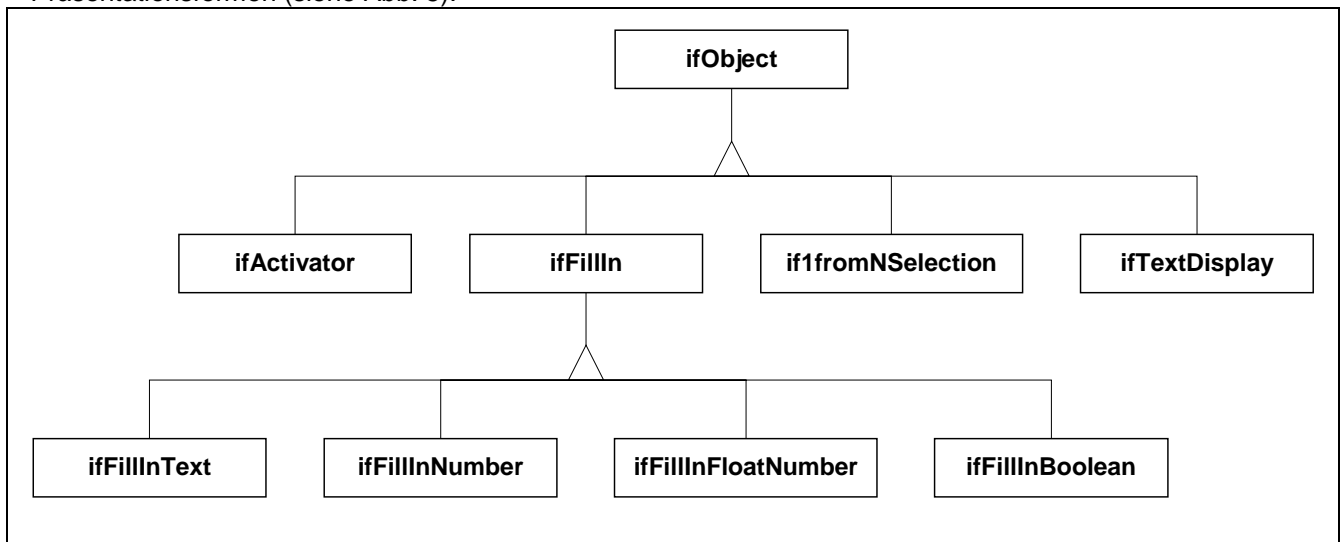 ifObject
ifActivator ifFillIn if1fromNSelection ifTextDisplay
ifFillInText ifFillInNumber ifFillInFloatNumber ifFillInBoolean